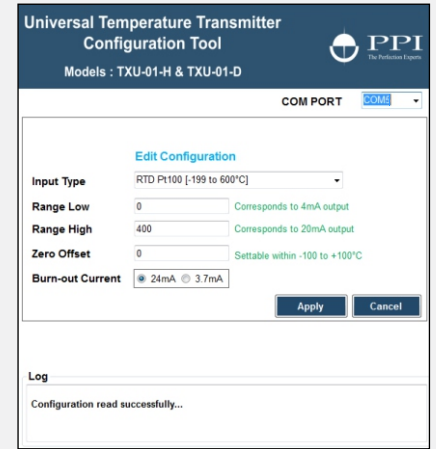 Universal Temperature Transmitter
Configuration Tool
Models : TXU-01-H & TXU-01-D
PPI
The Perfection Experts
COM PORT COM5
Edit Configuration
Input Type RTD Pt100 [-199 to 600°C]
Range Low 0 Corresponds to 4mA output
Range High 400 Corresponds to 20mA output
Zero Offset 0 Settable within -100 to +100°C
Burn-out Current 24mA 3.7mA
Apply Cancel
Log
Configuration read successfully...